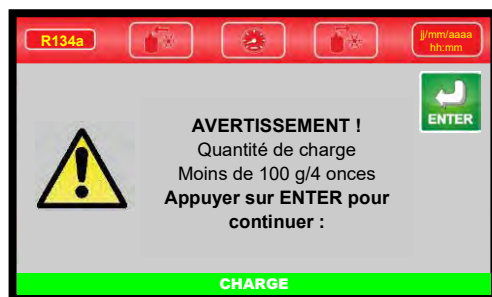 R134a
jj/mm/aaaa
hh:mm
ENTER
AVERTISSEMENT !
Quantité de charge
Moins de 100 g/4 onces
Appuyer sur ENTER pour
continuer :
CHARGE